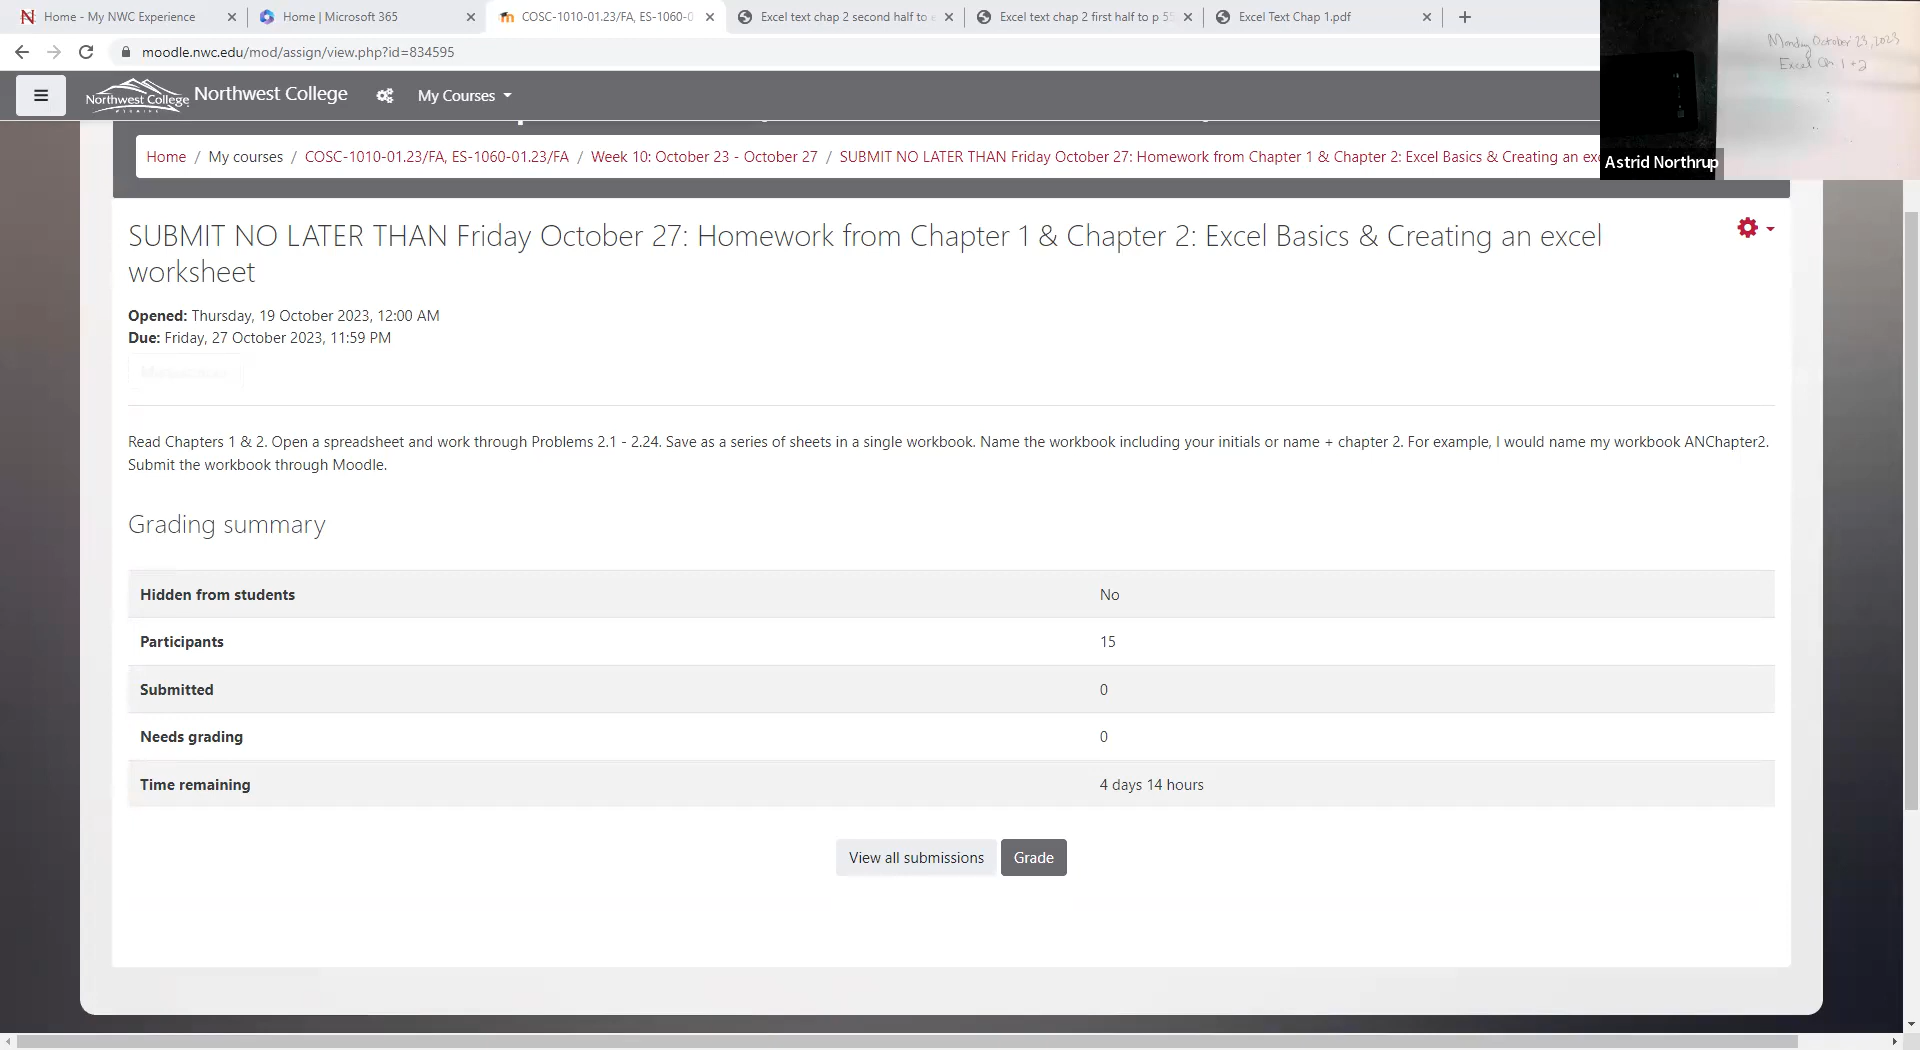 Home - My NWC Experience
Home | Microsoft 365
COSC-1010-01.23/FA, ES-1060-0
Excel text chap 2 second half to e
Excel text chap 2 first half to p 55
Excel Text Chap 1.pdf
moodle.nwc.edu/mod/assign/view.php?id=834595
Northwest College
Northwest College
My Courses
Monday October 23, 2023
Excel Ch 1 + 2
Astrid Northrup
Home / My courses / COSC-1010-01.23/FA, ES-1060-01.23/FA / Week 10: October 23 - October 27 / SUBMIT NO LATER THAN Friday October 27: Homework from Chapter 1 & Chapter 2: Excel Basics & Creating an exc
SUBMIT NO LATER THAN Friday October 27: Homework from Chapter 1 & Chapter 2: Excel Basics & Creating an excel
worksheet
Opened: Thursday, 19 October 2023, 12:00 AM
Due: Friday, 27 October 2023, 11:59 PM
Read Chapters 1 & 2. Open a spreadsheet and work through Problems 2.1 - 2.24. Save as a series of sheets in a single workbook. Name the workbook including your initials or name + chapter 2. For example, I would name my workbook ANChapter2.
Submit the workbook through Moodle.
Grading summary
Hidden from students No
Participants 15
Submitted 0
Needs grading 0
Time remaining 4 days 14 hours
View all submissions Grade